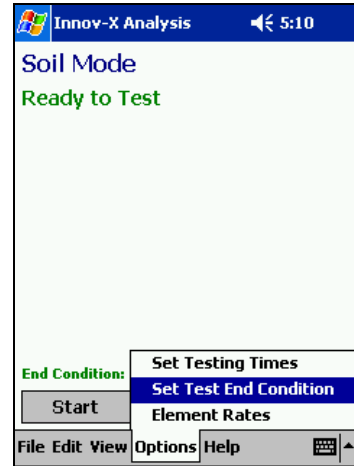 Innov-X Analysis 5:10
Soil Mode
Ready to Test
Set Testing Times
End Condition:
Set Test End Condition
Start
Element Rates
File Edit View Options Help